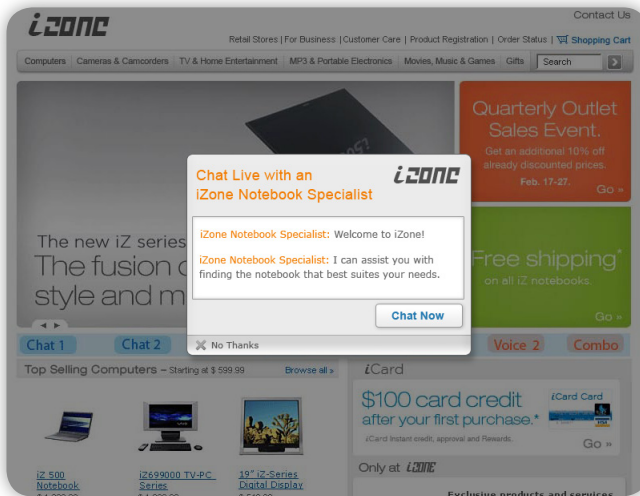 Contact Us
iZONE
Retail Stores | For Business | Customer Care | Product Registration | Order Status | Shopping Cart
Computers Cameras & Camcorders TV & Home Entertainment MP3 & Portable Electronics Movies, Music & Games Gifts Search
Quarterly Outlet
Sales Event.
Get an additional 10% off
already discounted prices.
Feb. 17-27.
Go »
Chat Live with an
iZone Notebook Specialist
iZONE
iZone Notebook Specialist: Welcome to iZone!
iZone Notebook Specialist: I can assist you with
finding the notebook that best suites your needs.
Chat Now
No Thanks
The new iZ series
The fusion
style and
Free shipping*
on all iZ notebooks.
Go »
Chat 1 Chat 2 Voice 2 Combo
Top Selling Computers – Starting at $ 599.99 Browse all »
iCard
$100 card credit
after your first purchase.*
iCard Instant credit, approval and Rewards.
iCard Card
Go »
iZ 500
Notebook
iZ699000 TV-PC
Series
19" iZ-Series
Digital Display
Only at iZONE
Exclusive products and services